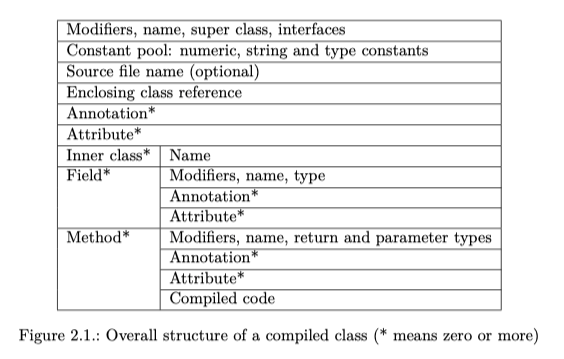 Modifiers, name, super class, interfaces
Constant pool: numeric, string and type constants
Source file name (optional)
Enclosing class reference
Annotation*
Attribute*
Inner class* Name
Field* Modifiers, name, type
Annotation*
Attribute*
Method* Modifiers, name, return and parameter types
Annotation*
Attribute*
Compiled code
Figure 2.1.: Overall structure of a compiled class (* means zero or more)